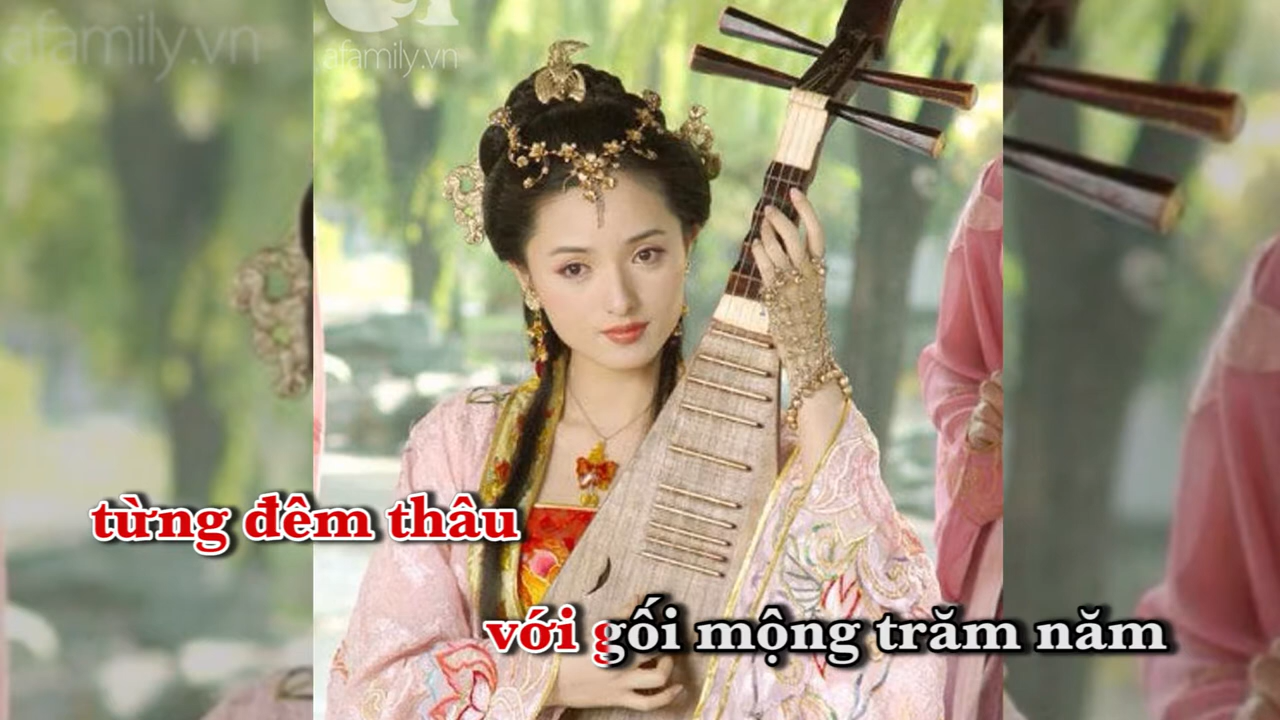 afamily.vn
afamily.vn
từng đêm thâu
với gối mộng trăm năm